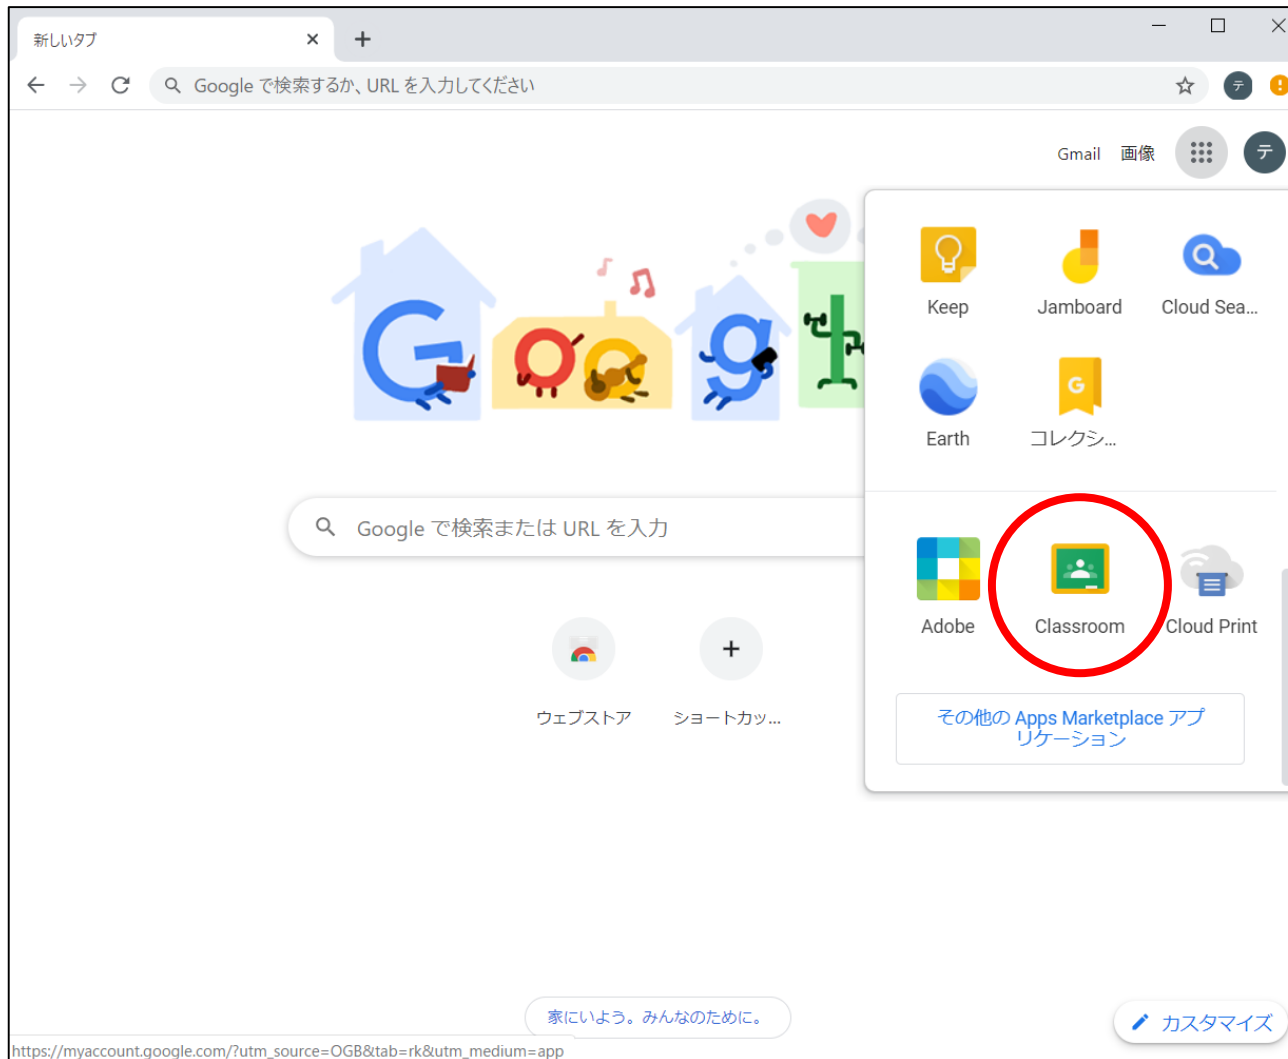 新しいタブ
Google で検索するか、URL を入力してください
テ
Gmail 画像
テ
Keep Jamboard Cloud Sea...
Earth コレクシ...
Google で検索または URL を入力
Adobe Classroom Cloud Print
ウェブストア ショートカッ...
その他の Apps Marketplace アプ
リケーション
家にいよう。みんなのために。
カスタマイズ
https://myaccount.google.com/?utm_source=OGB&tab=rk&utm_medium=app